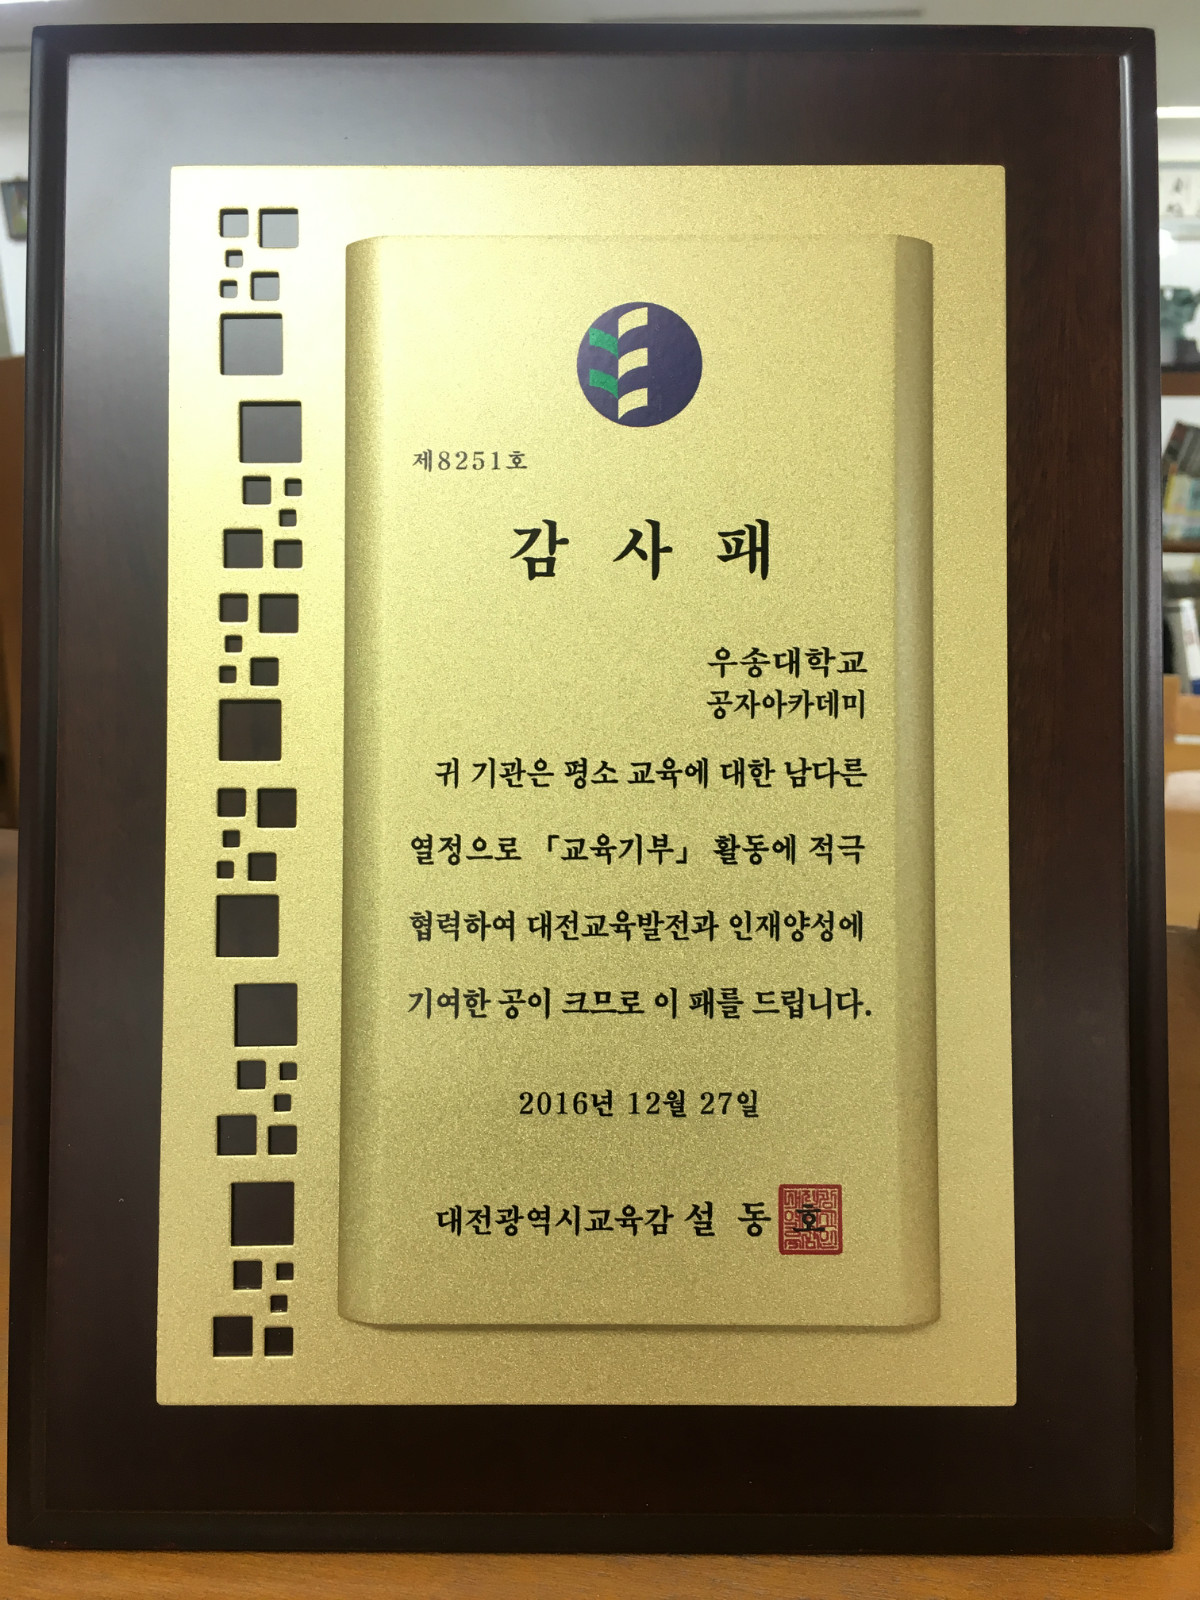 제8251호
감 사 패
우송대학교
공자아카데미
귀 기관은 평소 교육에 대한 남다른
열정으로 「교육기부」 활동에 적극
협력하여 대전교육발전과 인재양성에
기여한 공이 크므로 이 패를 드립니다.
2016년 12월 27일
대전광역시교육감 설 동 호